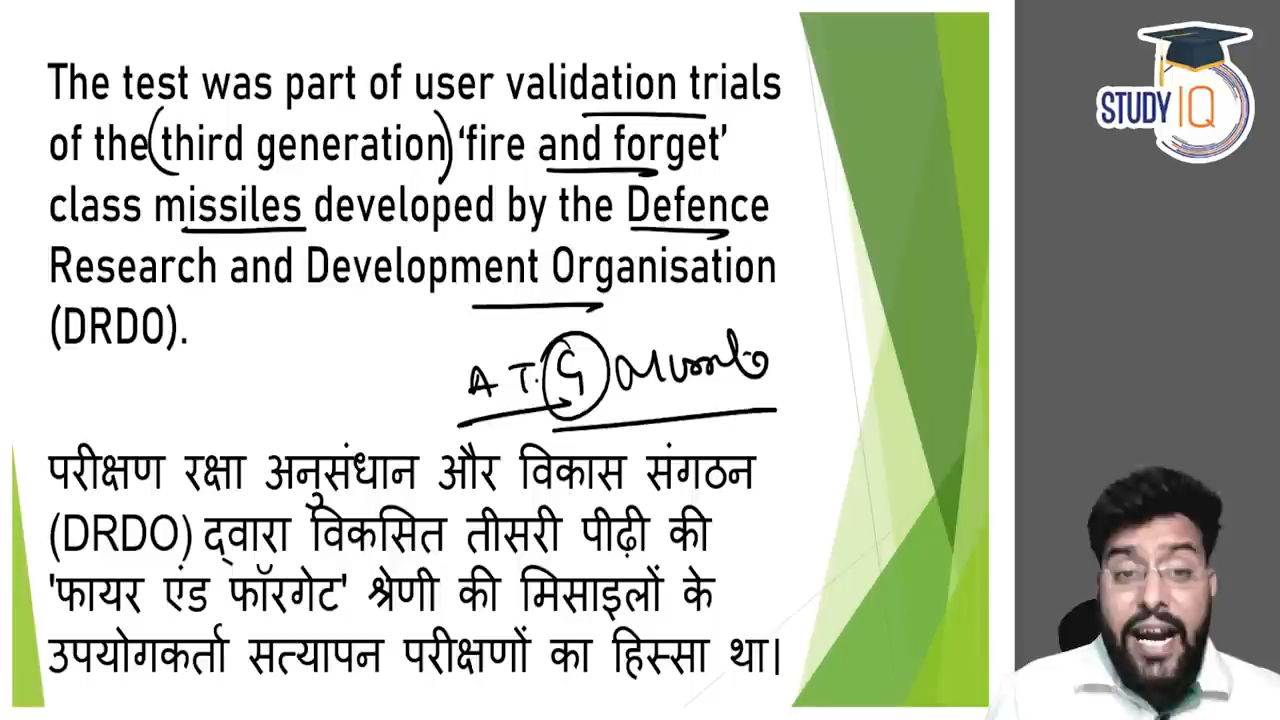 The test was part of user validation trials
of the (third generation) ‘fire and forget’
class missiles developed by the Defence
Research and Development Organisation
(DRDO).
A T. G
परीक्षण रक्षा अनुसंधान और विकास संगठन
(DRDO) द्वारा विकसित तीसरी पीढ़ी की
'फायर एंड फॉरगेट' श्रेणी की मिसाइलों के
उपयोगकर्ता सत्यापन परीक्षणों का हिस्सा था।
STUDY IQ